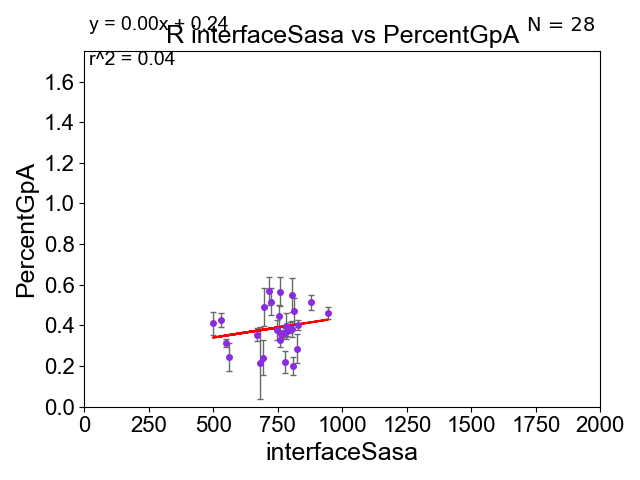 y = 0.00x + 0.24
R interfaceSasa vs PercentGpA
N = 28
r^2 = 0.04
PercentGpA
1.6
1.4
1.2
1.0
0.8
0.6
0.4
0.2
0.0
0 250 500 750 1000 1250 1500 1750 2000
interfaceSasa